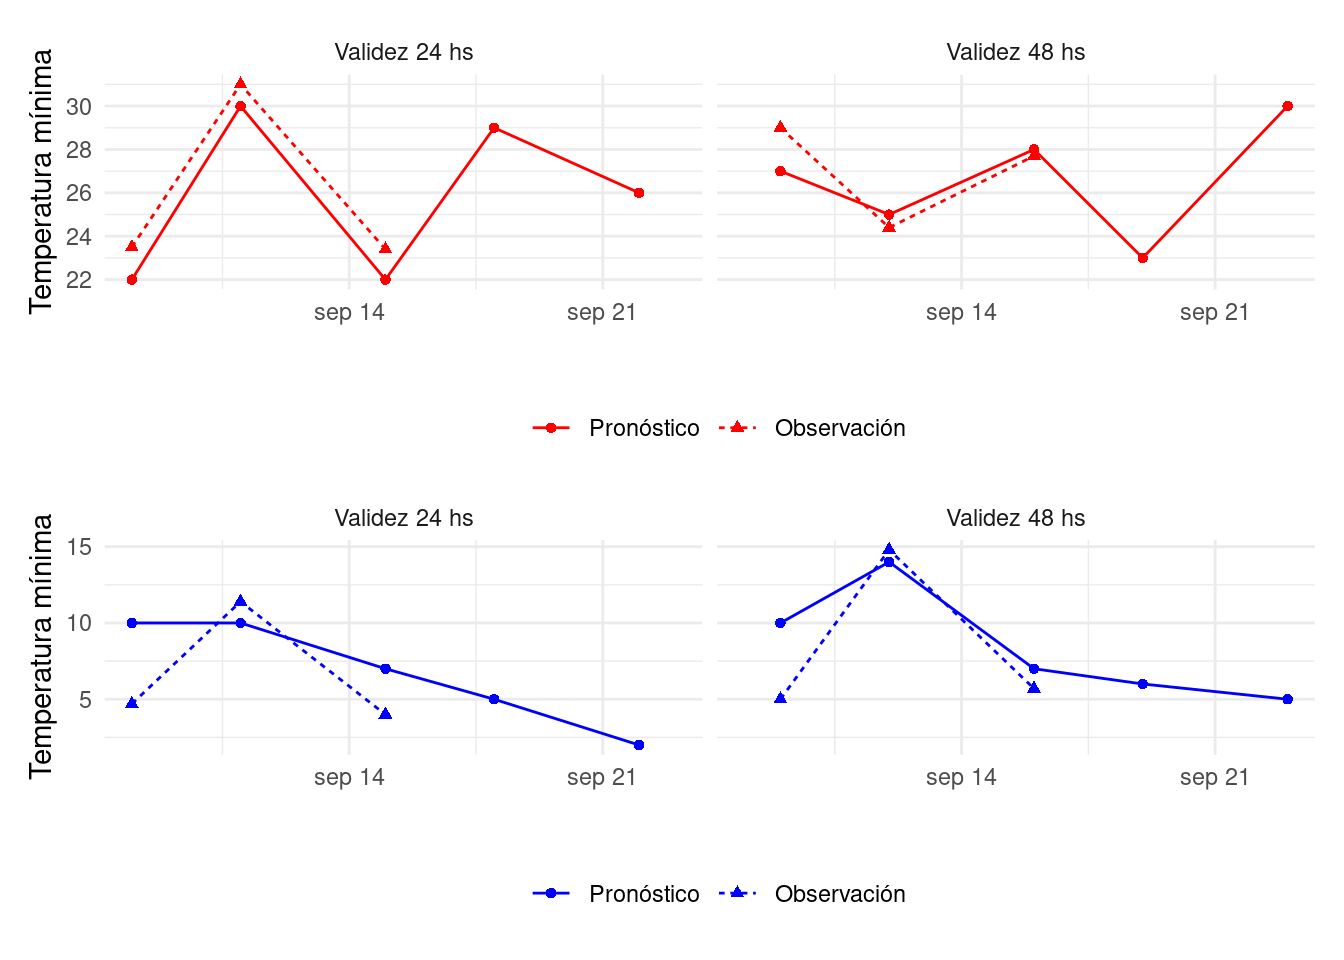 Validez 24 hs
Validez 48 hs
Temperatura mínima
30
28
26
24
22
sep 14
sep 21
sep 14
sep 21
Pronóstico
Observación
Validez 24 hs
Validez 48 hs
Temperatura mínima
15
10
5
sep 14
sep 21
sep 14
sep 21
Pronóstico
Observación